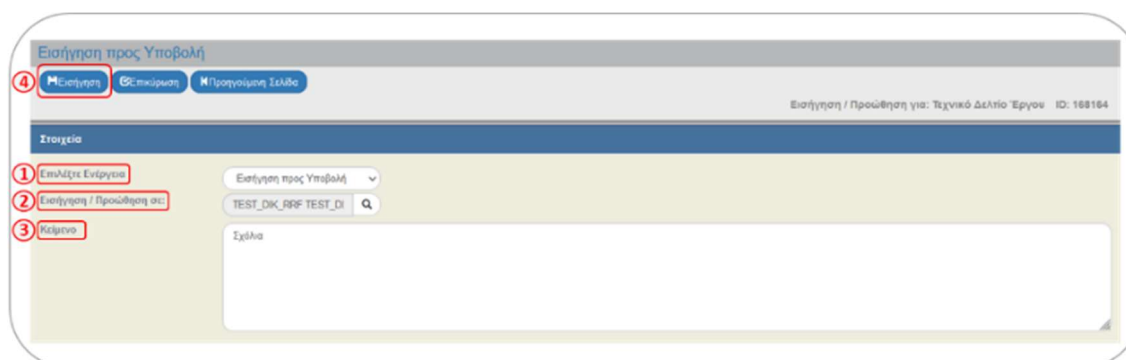 Εισήγηση προς Υποβολή
④ Εισήγηση Επικύρωση Προηγούμενη Σελίδα
Εισήγηση / Προώθηση για: Τεχνικό Δελτίο Έργου ID: 168164
Στοιχεία
① Επιλέξτε Ενέργεια Εισήγηση προς Υποβολή
② Εισήγηση / Προώθηση σε: TEST_DIK_RRF TEST_DI
③ Κείμενο Σχόλια